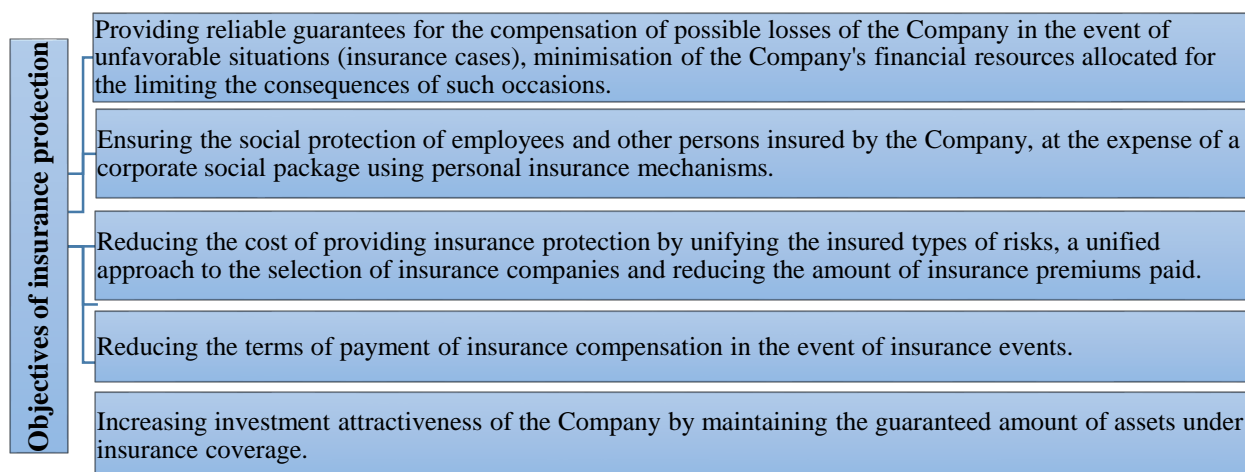 Objectives of insurance protection
Providing reliable guarantees for the compensation of possible losses of the Company in the event of
unfavorable situations (insurance cases), minimisation of the Company's financial resources allocated for
the limiting the consequences of such occasions.
Ensuring the social protection of employees and other persons insured by the Company, at the expense of a
corporate social package using personal insurance mechanisms.
Reducing the cost of providing insurance protection by unifying the insured types of risks, a unified
approach to the selection of insurance companies and reducing the amount of insurance premiums paid.
Reducing the terms of payment of insurance compensation in the event of insurance events.
Increasing investment attractiveness of the Company by maintaining the guaranteed amount of assets under
insurance coverage.